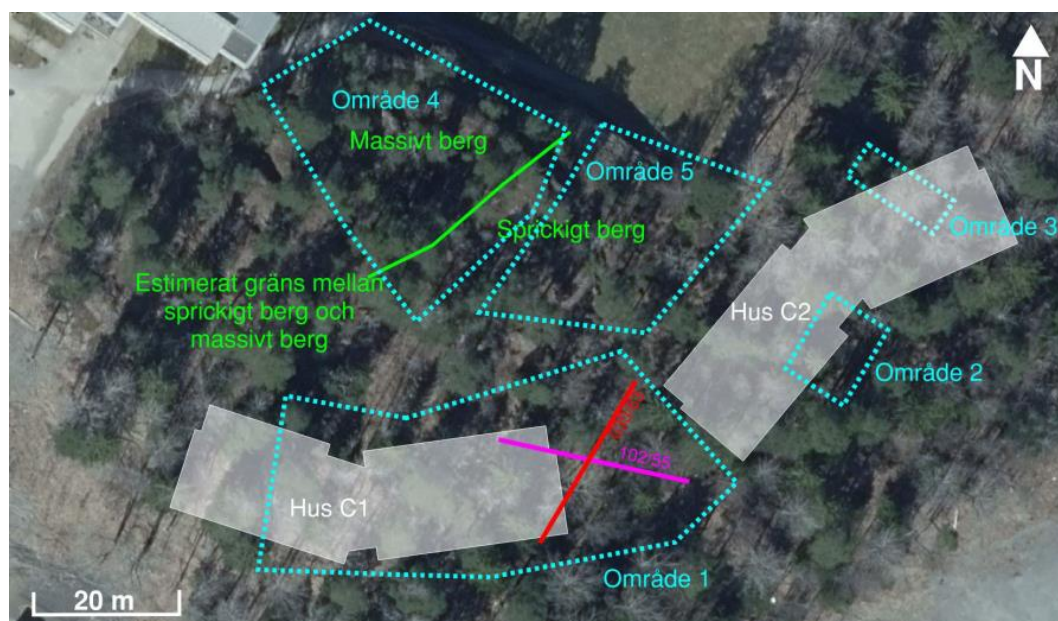 Område 4
N
Massivt berg
Område 5
Sprickigt berg
Område 3
Estimerat gräns mellan
sprickigt berg och
massivt berg
Hus C2
Område 2
102/55
Hus C1
Område 1
20 m